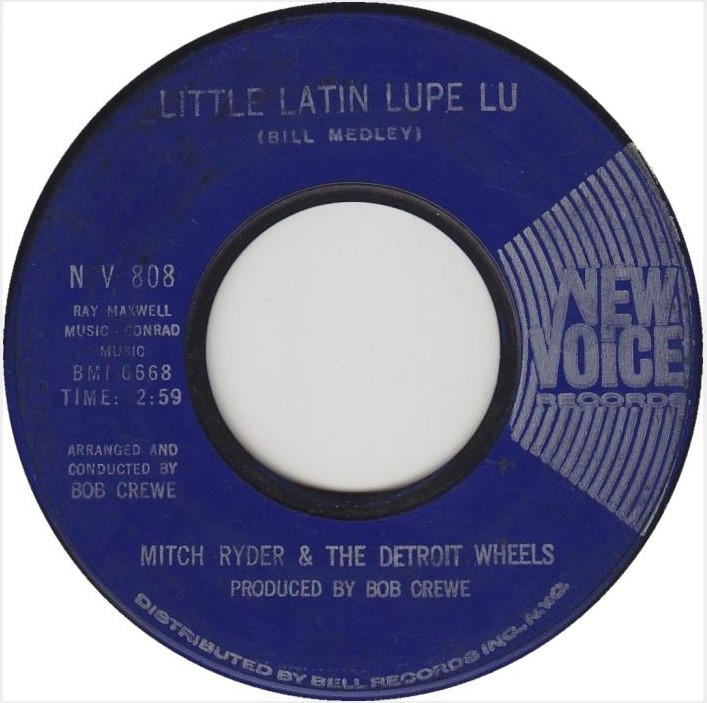 LITTLE LATIN LUPE LU
(BILL MEDLEY)
N V 808
RAY MAXWELL
MUSIC - CONRAD
MUSIC
BMI 6668
TIME: 2:59
ARRANGED AND
CONDUCTED BY
BOB CREWE
NEW
VOICE
RECORDS
MITCH RYDER & THE DETROIT WHEELS
PRODUCED BY BOB CREWE
DISTRIBUTED BY BELL RECORDS INC., N.Y.C.